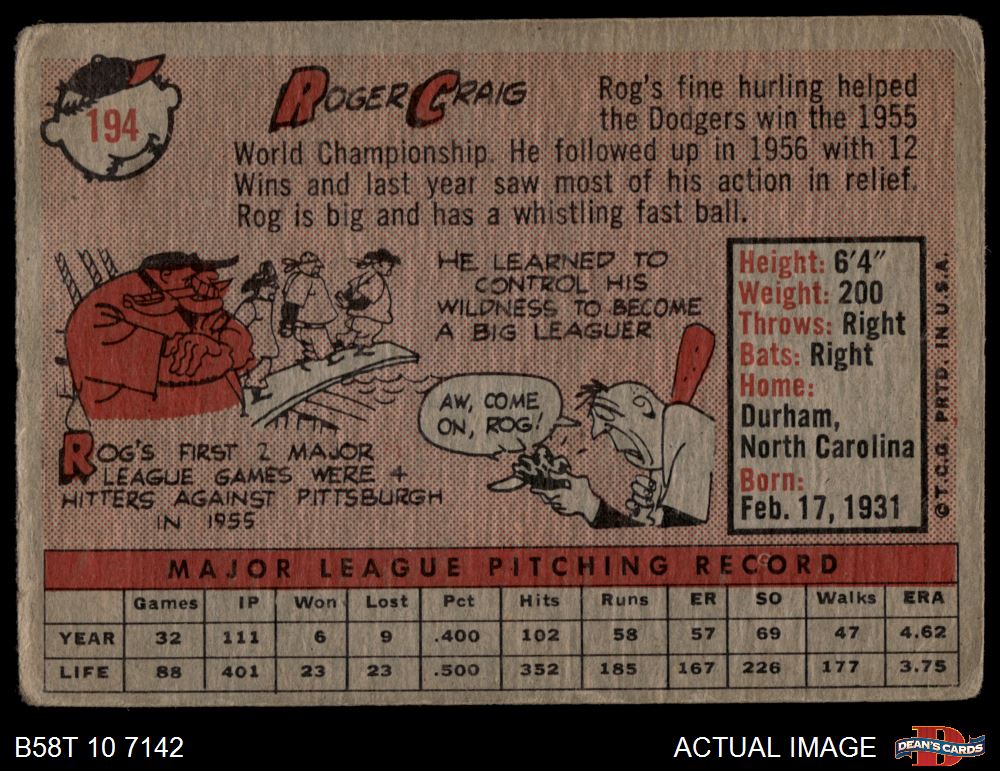 194
ROGER CRAIG
Rog's fine hurling helped
the Dodgers win the 1955
World Championship. He followed up in 1956 with 12
Wins and last year saw most of his action in relief.
Rog is big and has a whistling fast ball.
HE LEARNED TO
CONTROL HIS
WILDNESS TO BECOME
A BIG LEAGUER
AW, COME
ON, ROG!
ROG'S FIRST 2 MAJOR
LEAGUE GAMES WERE 4
HITTERS AGAINST PITTSBURGH
IN 1955
Height: 6'4"
Weight: 200
Throws: Right
Bats: Right
Home:
Durham,
North Carolina
Born:
Feb. 17, 1931
© T.C.G. PRTD. IN U.S.A.
MAJOR LEAGUE PITCHING RECORD
Games IP Won Lost Pct Hits Runs ER SO Walks ERA
YEAR 32 111 6 9 .400 102 58 57 69 47 4.62
LIFE 88 401 23 23 .500 352 185 167 226 177 3.75
B58T 10 7142
ACTUAL IMAGE
D
DEAN'S CARDS